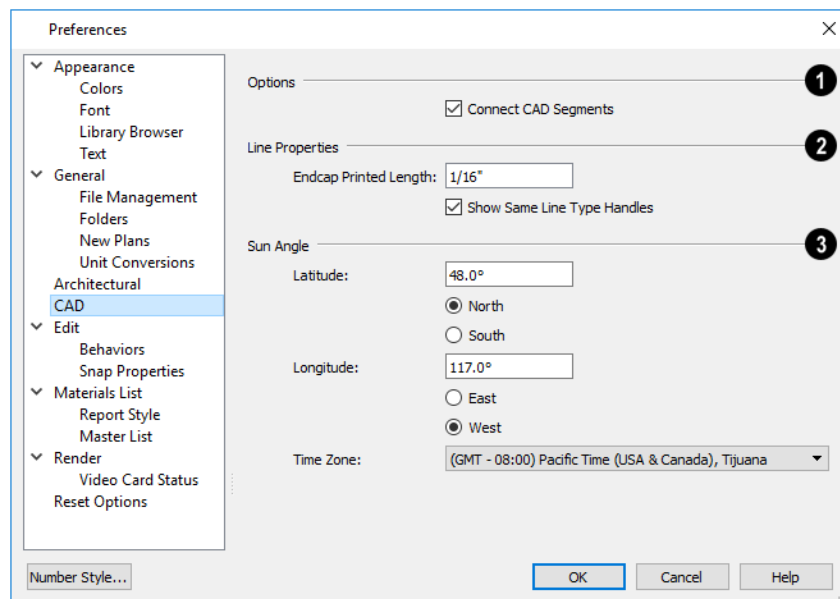 Preferences
Appearance
Colors
Font
Library Browser
Text
General
File Management
Folders
New Plans
Unit Conversions
Architectural
CAD
Edit
Behaviors
Snap Properties
Materials List
Report Style
Master List
Render
Video Card Status
Reset Options
Options
1
Connect CAD Segments
Line Properties
2
Endcap Printed Length: 1/16"
Show Same Line Type Handles
Sun Angle
3
Latitude: 48.0°
North
South
Longitude: 117.0°
East
West
Time Zone: (GMT - 08:00) Pacific Time (USA & Canada), Tijuana
Number Style... OK Cancel Help